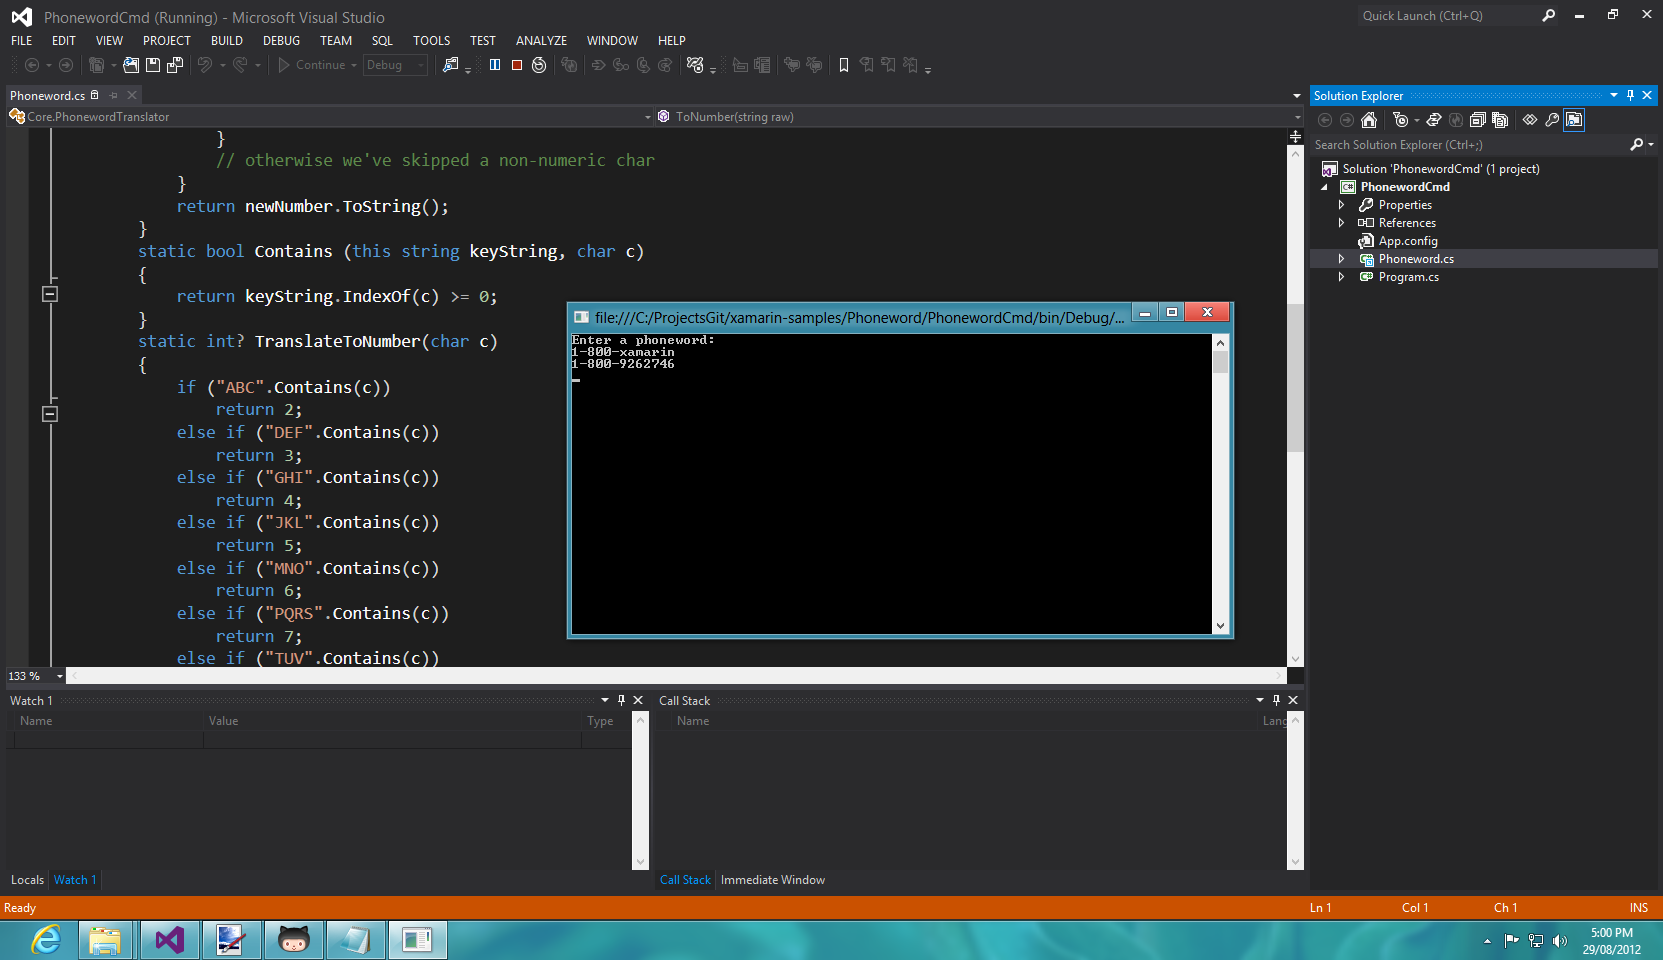 PhonewordCmd (Running) - Microsoft Visual Studio
Quick Launch (Ctrl+Q)
FILE EDIT VIEW PROJECT BUILD DEBUG TEAM SQL TOOLS TEST ANALYZE WINDOW HELP
Continue Debug
Phoneword.cs
Core.PhonewordTranslator
ToNumber(string raw)
}
// otherwise we've skipped a non-numeric char
}
return newNumber.ToString();
}
static bool Contains (this string keyString, char c)
{
return keyString.IndexOf(c) >= 0;
}
static int? TranslateToNumber(char c)
{
if ("ABC".Contains(c))
return 2;
else if ("DEF".Contains(c))
return 3;
else if ("GHI".Contains(c))
return 4;
else if ("JKL".Contains(c))
return 5;
else if ("MNO".Contains(c))
return 6;
else if ("PQRS".Contains(c))
return 7;
else if ("TUV".Contains(c))
133 %
file:///C:/ProjectsGit/xamarin-samples/Phoneword/PhonewordCmd/bin/Debug/...
Enter a phoneword:
1-800-xamarin
1-800-9262746
Solution Explorer
Search Solution Explorer (Ctrl+;)
Solution 'PhonewordCmd' (1 project)
C# PhonewordCmd
Properties
References
App.config
C# Phoneword.cs
C# Program.cs
Watch 1
Name Value Type
Locals Watch 1
Call Stack
Name Lang
Call Stack Immediate Window
Ready
Ln 1 Col 1 Ch 1 INS
5:00 PM
29/08/2012